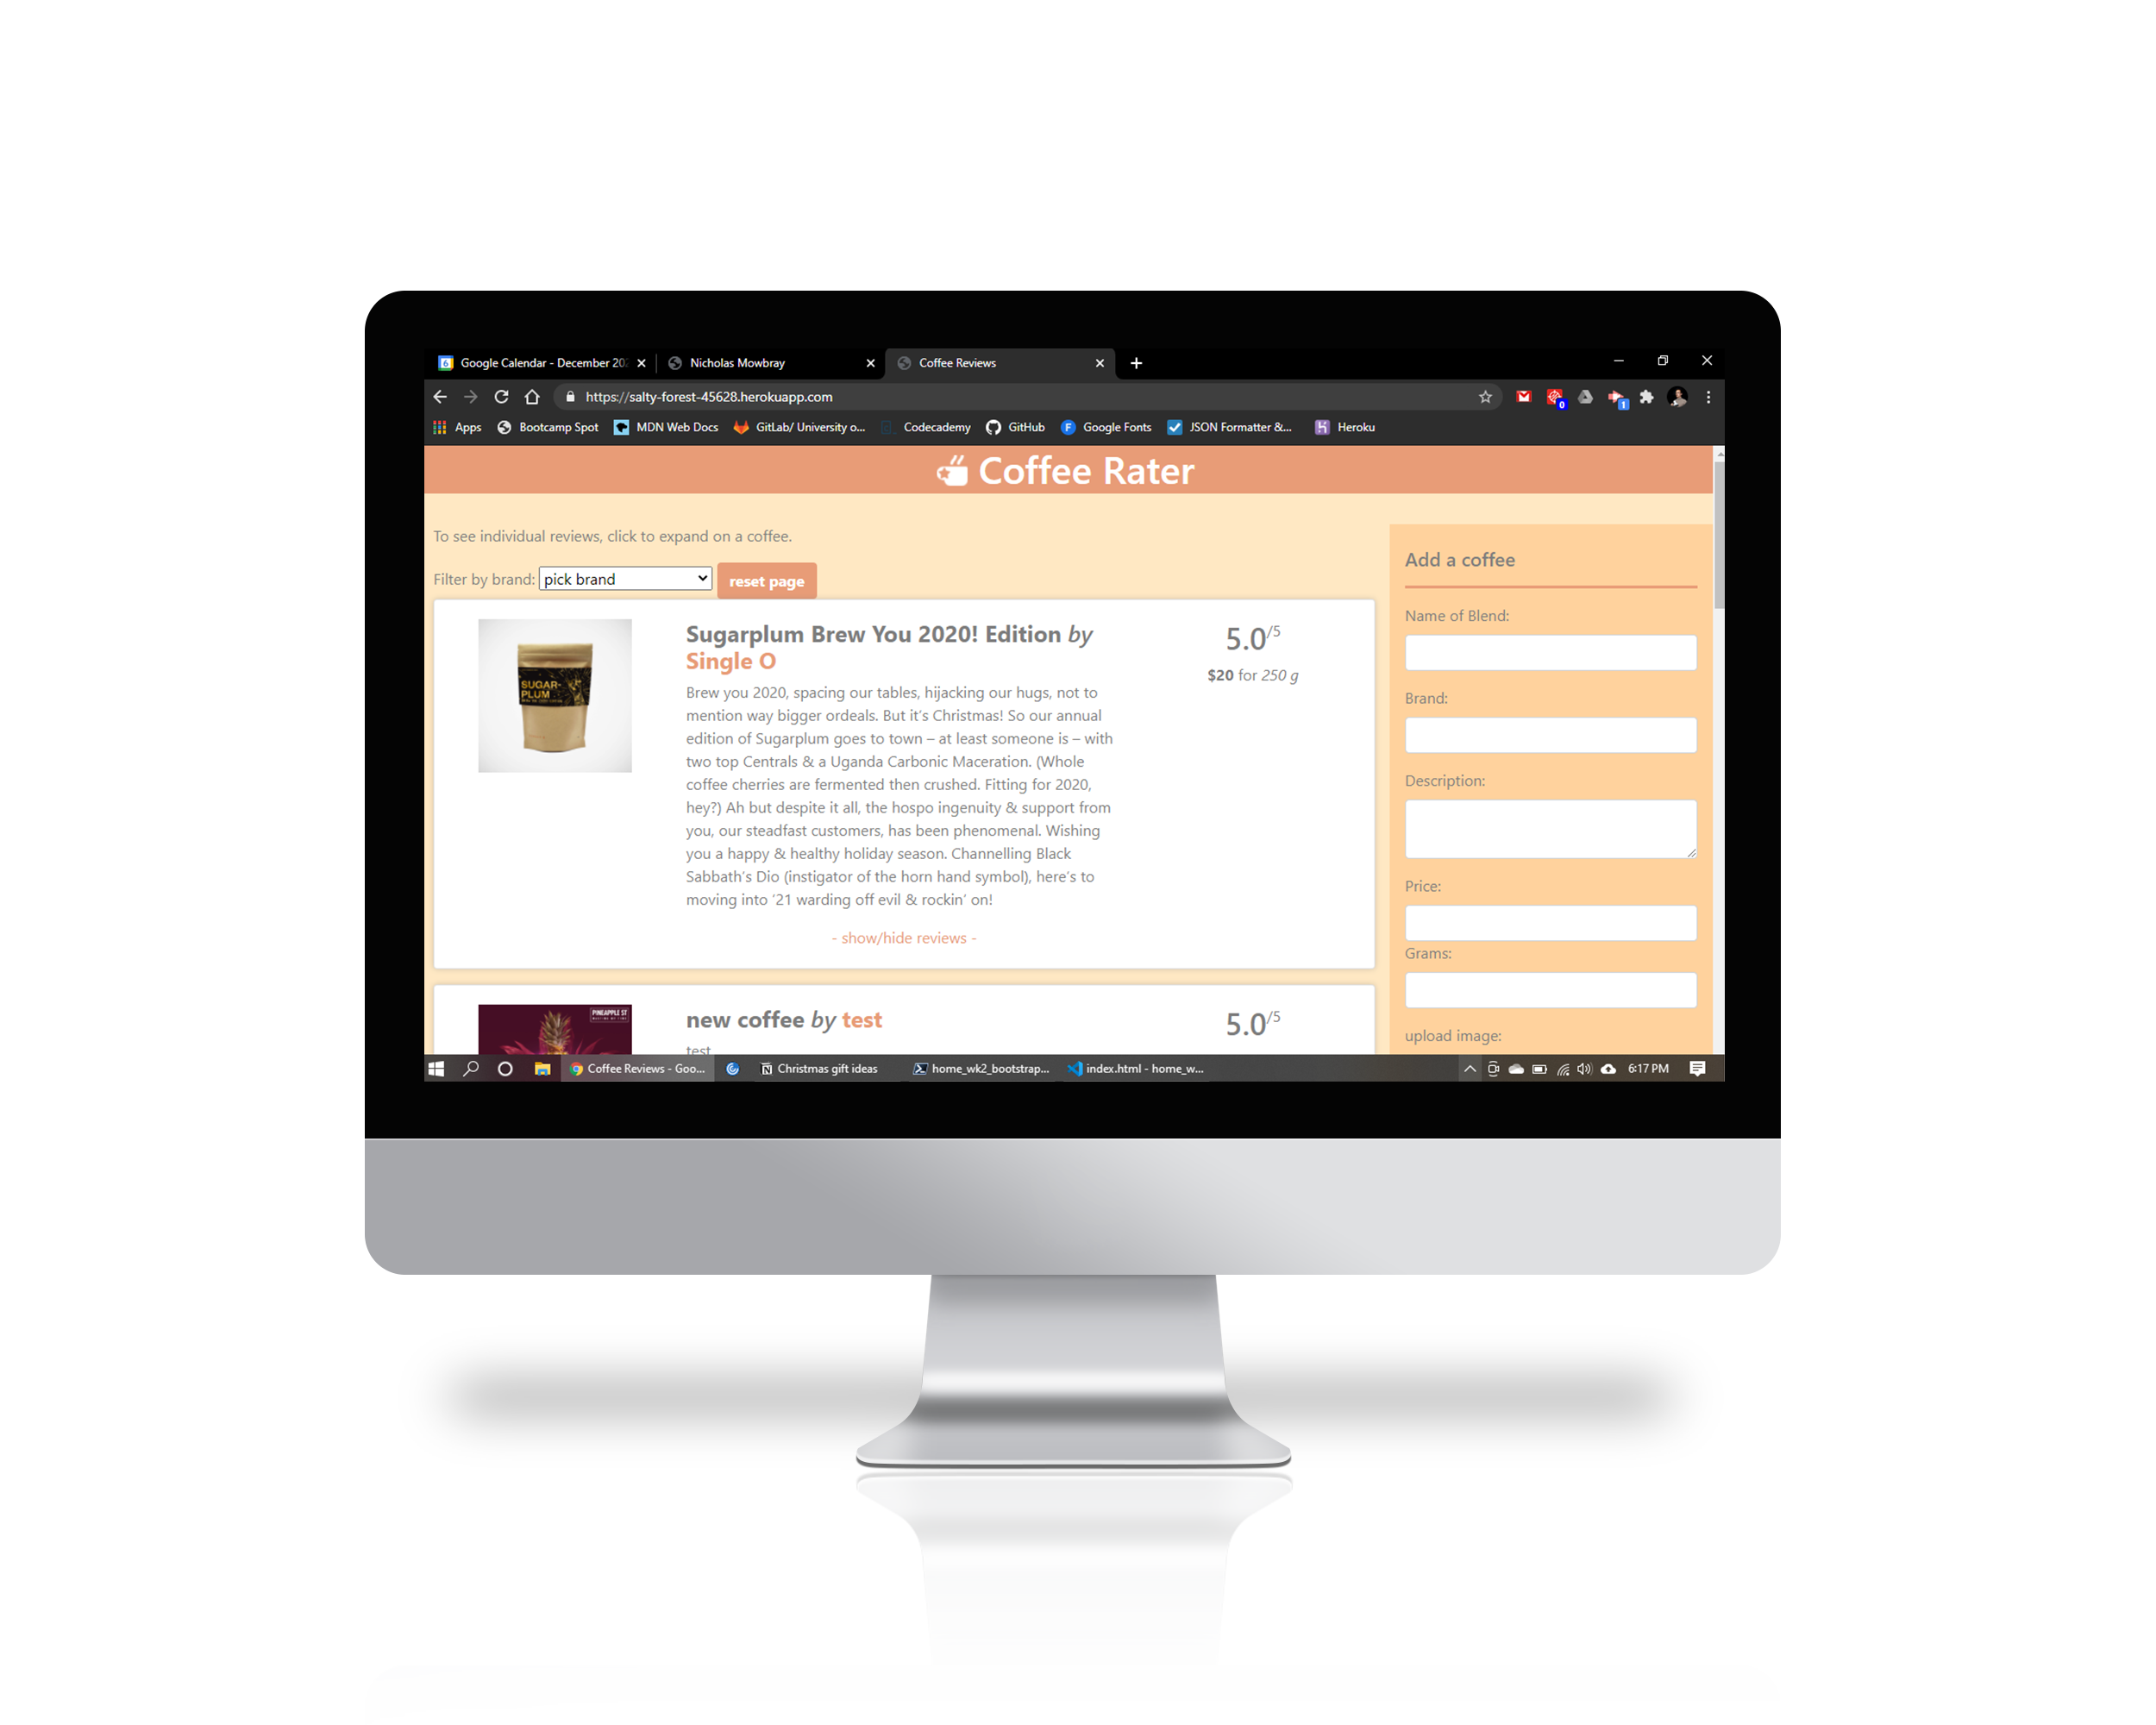 Google Calendar - December 202
Nicholas Mowbray
Coffee Reviews
https://salty-forest-45628.herokuapp.com
0
1
Apps
Bootcamp Spot
MDN Web Docs
GitLab/ University o...
Codecademy
GitHub
Google Fonts
JSON Formatter &...
Heroku
Coffee Rater
To see individual reviews, click to expand on a coffee.
Filter by brand: pick brand reset page
SUGAR-
PLUM
Sugarplum Brew You 2020! Edition by
Single O
Brew you 2020, spacing our tables, hijacking our hugs, not to
mention way bigger ordeals. But it’s Christmas! So our annual
edition of Sugarplum goes to town – at least someone is – with
two top Centrals & a Uganda Carbonic Maceration. (Whole
coffee cherries are fermented then crushed. Fitting for 2020,
hey?) Ah but despite it all, the hospo ingenuity & support from
you, our steadfast customers, has been phenomenal. Wishing
you a happy & healthy holiday season. Channelling Black
Sabbath’s Dio (instigator of the horn hand symbol), here’s to
moving into ’21 warding off evil & rockin’ on!
5.0/5
$20 for 250 g
- show/hide reviews -
PINEAPPLE ST
new coffee by test
test
5.0/5
Add a coffee
Name of Blend:
Brand:
Description:
Price:
Grams:
upload image:
Coffee Reviews - Goo...
Christmas gift ideas
home_wk2_bootstrap...
index.html - home_w...
6:17 PM